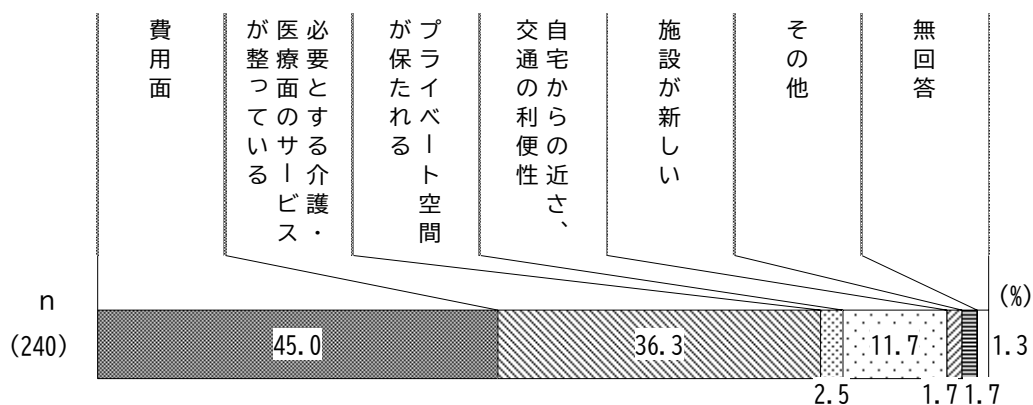 費用面
必要とする介護・
医療面のサービス
が整っている
プライベート空間
が保たれる
自宅からの近さ、
交通の利便性
施設が新しい
その他
無回答
n
(%)
(240)
45.0
36.3
11.7
1.3
2.5
1.7
1.7